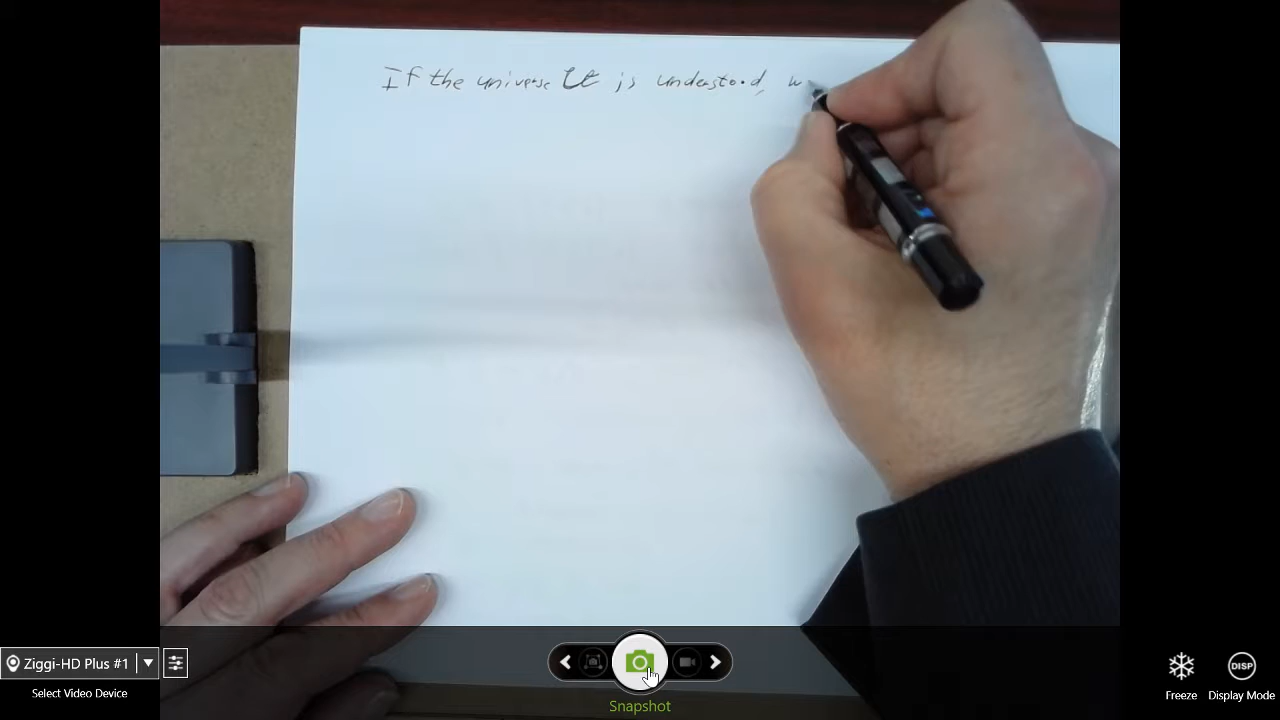 If the universe U is understood, w
Ziggi-HD Plus #1
Select Video Device
Snapshot
Freeze
DISP
Display Mode